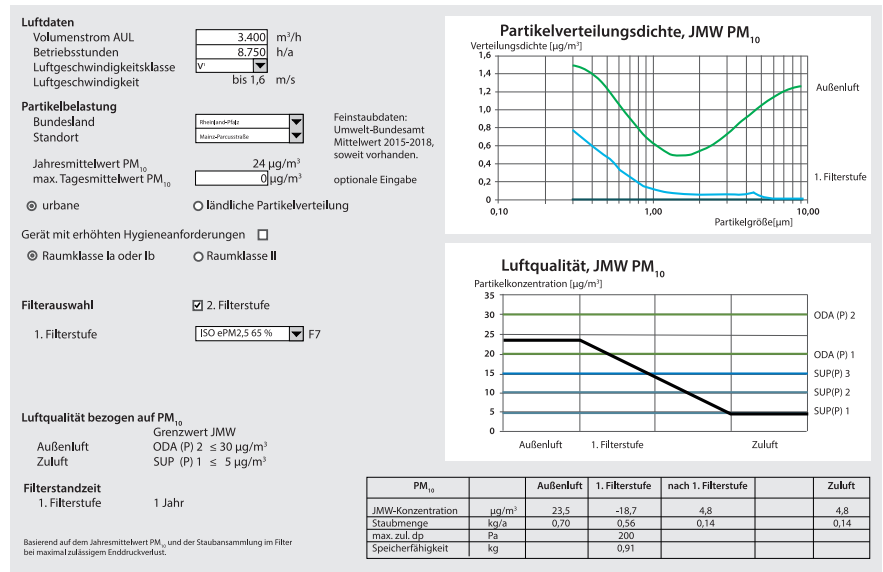 Luftdaten
Volumenstrom AUL 3.400 m³/h
Betriebsstunden 8.750 h/a
Luftgeschwindigkeitsklasse V¹
Luftgeschwindigkeit bis 1,6 m/s
Partikelbelastung
Bundesland Rheinland-Pfalz
Standort Mainz-Parcusstraße
Feinstaubdaten:
Umwelt-Bundesamt
Mittelwert 2015-2018,
soweit vorhanden.
Jahresmittelwert PM₁₀ 24 µg/m³
max. Tagesmittelwert PM₁₀ 0 µg/m³ optionale Eingabe
urbane ländliche Partikelverteilung
Gerät mit erhöhten Hygieneanforderungen
Raumklasse Ia oder Ib Raumklasse II
Filterauswahl 2. Filterstufe
1. Filterstufe ISO ePM2,5 65 % F7
Luftqualität bezogen auf PM₁₀
Grenzwert JMW
Außenluft ODA (P) 2 ≤ 30 µg/m³
Zuluft SUP (P) 1 ≤ 5 µg/m³
Filterstandzeit
1. Filterstufe 1 Jahr
Basierend auf dem Jahresmittelwert PM₁₀ und der Staubansammlung im Filter
bei maximal zulässigem Enddruckverlust.
Partikelverteilungsdichte, JMW PM₁₀
Verteilungsdichte [µg/m³]
1,6
1,4
1,2
1,0
0,8
0,6
0,4
0,2
0
Außenluft
1. Filterstufe
0,10 1,00 10,00
Partikelgröße[µm]
Luftqualität, JMW PM₁₀
Partikelkonzentration [µg/m³]
35
30 ODA (P) 2
25
20 ODA (P) 1
15 SUP(P) 3
10 SUP(P) 2
5 SUP(P) 1
0
Außenluft 1. Filterstufe Zuluft
PM₁₀ Außenluft 1. Filterstufe nach 1. Filterstufe Zuluft
JMW-Konzentration µg/m³ 23,5 -18,7 4,8 4,8
Staubmenge kg/a 0,70 0,56 0,14 0,14
max. zul. dp Pa 200
Speicherfähigkeit kg 0,91